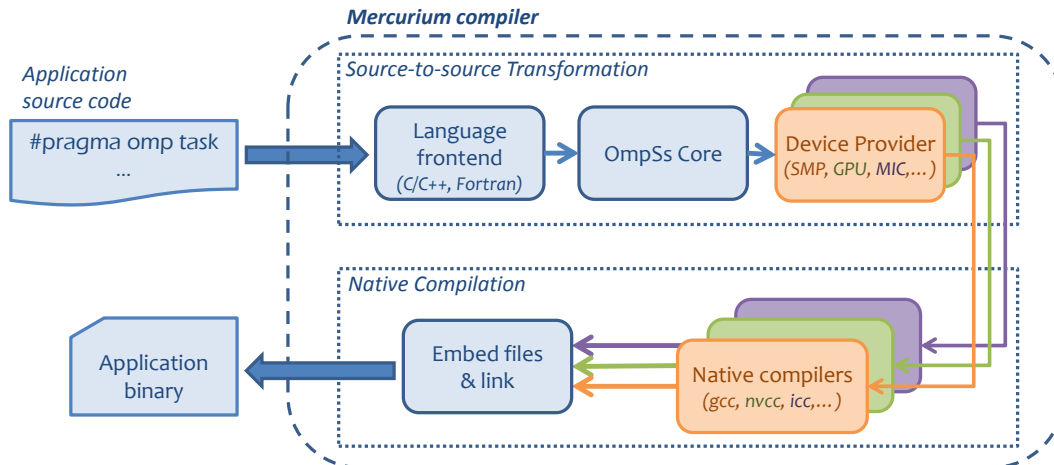 Mercurium compiler
Application
source code
#pragma omp task
...
Source-to-source Transformation
Language
frontend
(C/C++, Fortran)
OmpSs Core
Device Provider
(SMP, GPU, MIC,...)
Native Compilation
Native compilers
(gcc, nvcc, icc,...)
Embed files
& link
Application
binary